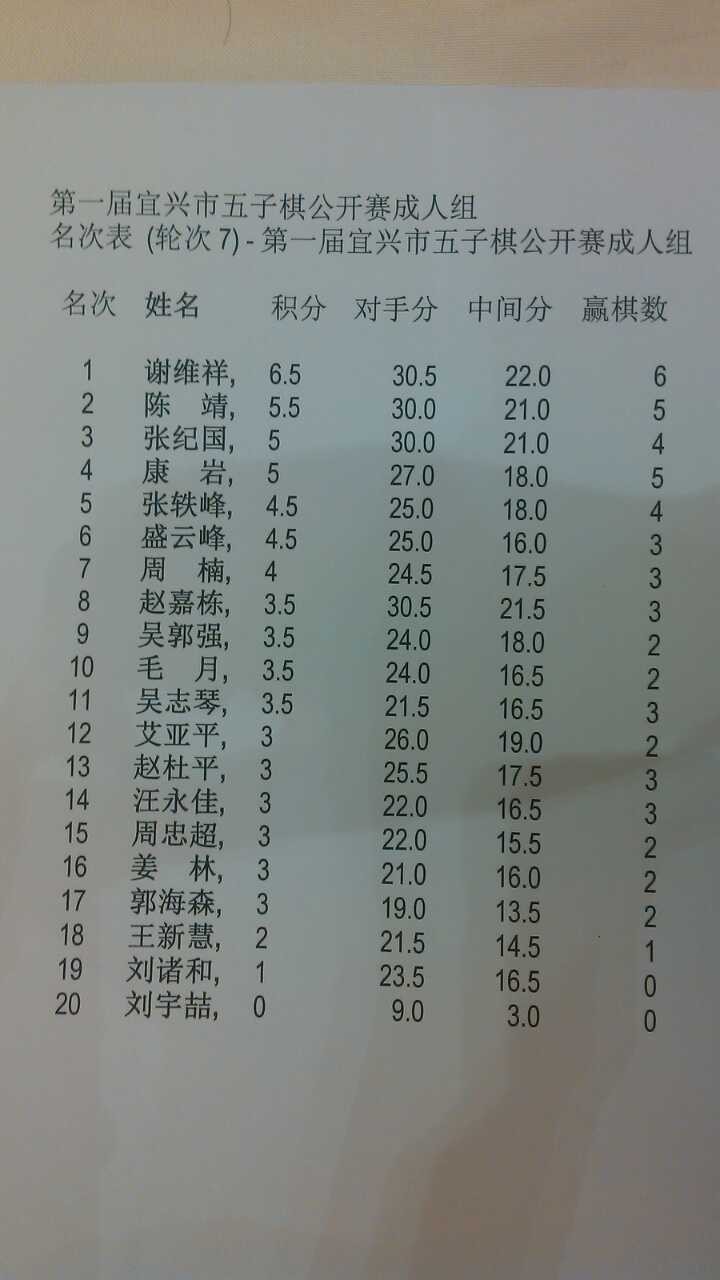 第一届宜兴市五子棋公开赛成人组
名次表 (轮次 7) - 第一届宜兴市五子棋公开赛成人组
名次 姓名 积分 对手分 中间分 赢棋数
1 谢维祥, 6.5 30.5 22.0 6
2 陈 靖, 5.5 30.0 21.0 5
3 张纪国, 5 30.0 21.0 4
4 康 岩, 5 27.0 18.0 5
5 张轶峰, 4.5 25.0 18.0 4
6 盛云峰, 4.5 25.0 16.0 3
7 周 楠, 4 24.5 17.5 3
8 赵嘉栋, 3.5 30.5 21.5 3
9 吴郭强, 3.5 24.0 18.0 2
10 毛 月, 3.5 24.0 16.5 2
11 吴志琴, 3.5 21.5 16.5 3
12 艾亚平, 3 26.0 19.0 2
13 赵杜平, 3 25.5 17.5 3
14 汪永佳, 3 22.0 16.5 3
15 周忠超, 3 22.0 15.5 2
16 姜 林, 3 21.0 16.0 2
17 郭海森, 3 19.0 13.5 2
18 王新慧, 2 21.5 14.5 1
19 刘诸和, 1 23.5 16.5 0
20 刘宇喆, 0 9.0 3.0 0